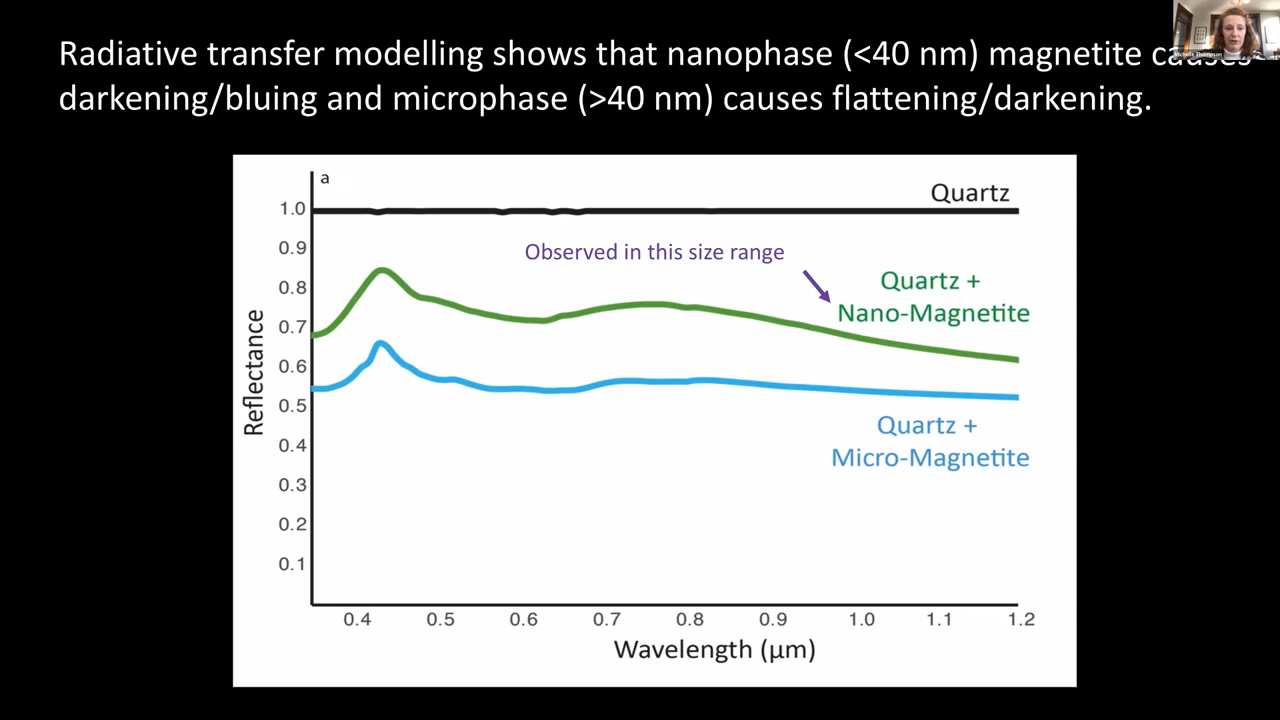 Radiative transfer modelling shows that nanophase (<40 nm) magnetite causes
darkening/bluing and microphase (>40 nm) causes flattening/darkening.
Michelle Thompson
a
Quartz
1.0
0.9
Observed in this size range
0.8
Quartz +
Nano-Magnetite
0.7
0.6
0.5
Quartz +
Micro-Magnetite
0.4
0.3
0.2
0.1
Reflectance
0.4 0.5 0.6 0.7 0.8 0.9 1.0 1.1 1.2
Wavelength (µm)